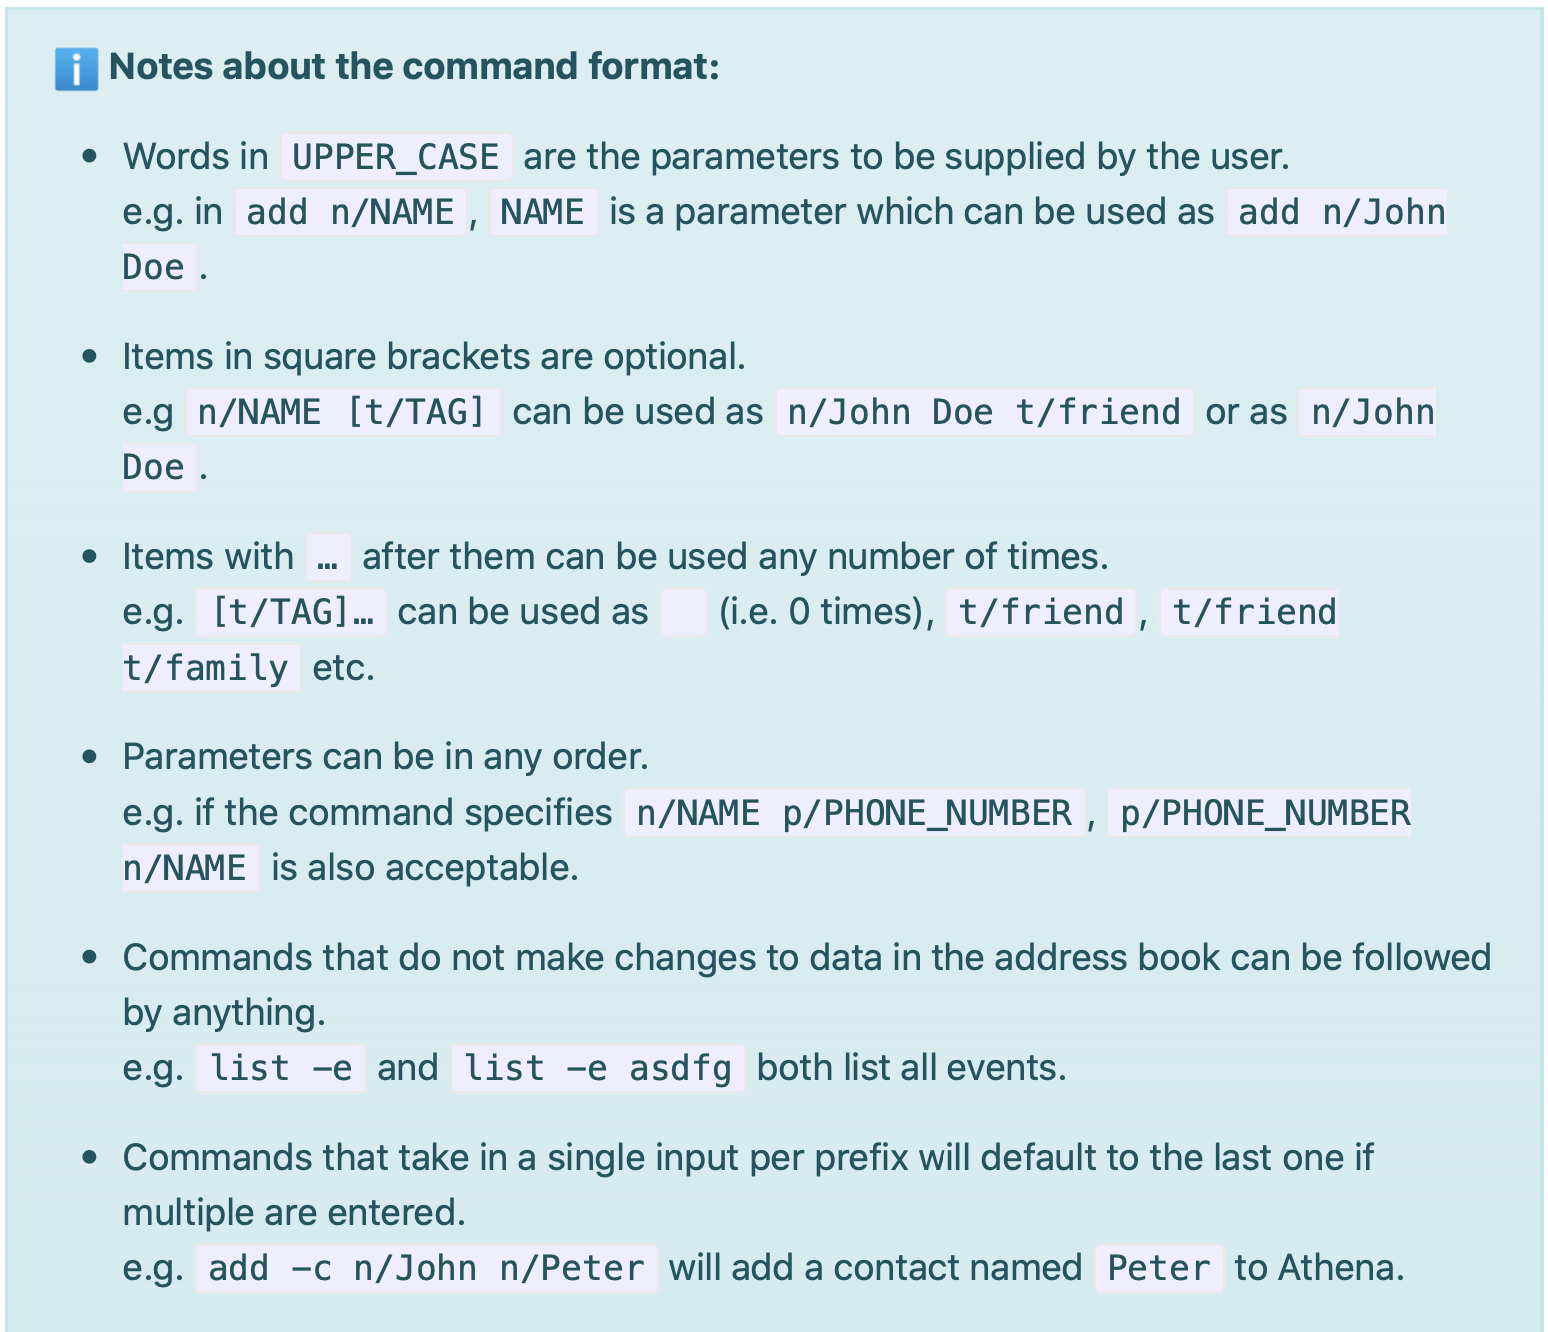 ℹ️ Notes about the command format:
• Words in UPPER_CASE are the parameters to be supplied by the user.
e.g. in add n/NAME, NAME is a parameter which can be used as add n/John
Doe.
• Items in square brackets are optional.
e.g n/NAME [t/TAG] can be used as n/John Doe t/friend or as n/John
Doe.
• Items with … after them can be used any number of times.
e.g. [t/TAG]… can be used as   (i.e. 0 times), t/friend, t/friend
t/family etc.
• Parameters can be in any order.
e.g. if the command specifies n/NAME p/PHONE_NUMBER, p/PHONE_NUMBER
n/NAME is also acceptable.
• Commands that do not make changes to data in the address book can be followed
by anything.
e.g. list -e and list -e asdfg both list all events.
• Commands that take in a single input per prefix will default to the last one if
multiple are entered.
e.g. add -c n/John n/Peter will add a contact named Peter to Athena.